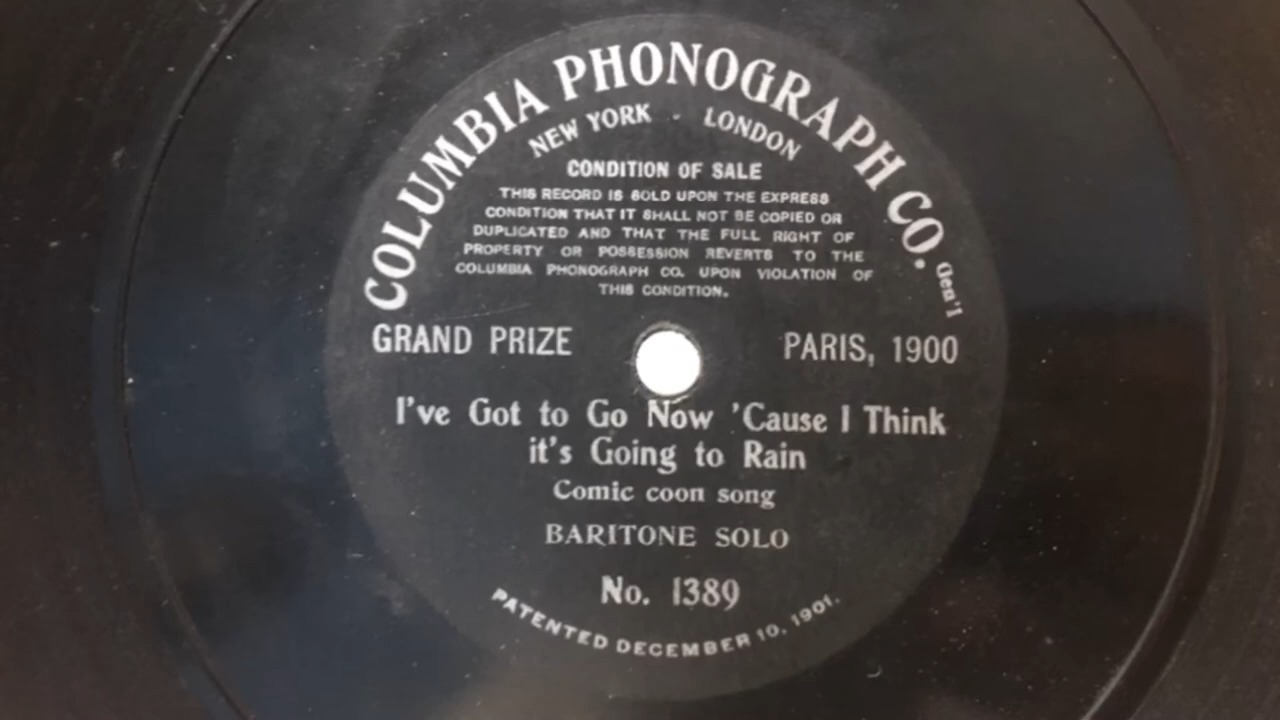 COLUMBIA PHONOGRAPH CO. Gen'l
NEW YORK - LONDON
CONDITION OF SALE
THIS RECORD IS SOLD UPON THE EXPRESS
CONDITION THAT IT SHALL NOT BE COPIED OR
DUPLICATED AND THAT THE FULL RIGHT OF
PROPERTY OR POSSESSION REVERTS TO THE
COLUMBIA PHONOGRAPH CO. UPON VIOLATION OF
THIS CONDITION.
GRAND PRIZE PARIS, 1900
I've Got to Go Now 'Cause I Think
it's Going to Rain
Comic coon song
BARITONE SOLO
No. 1389
PATENTED DECEMBER 10, 1901.